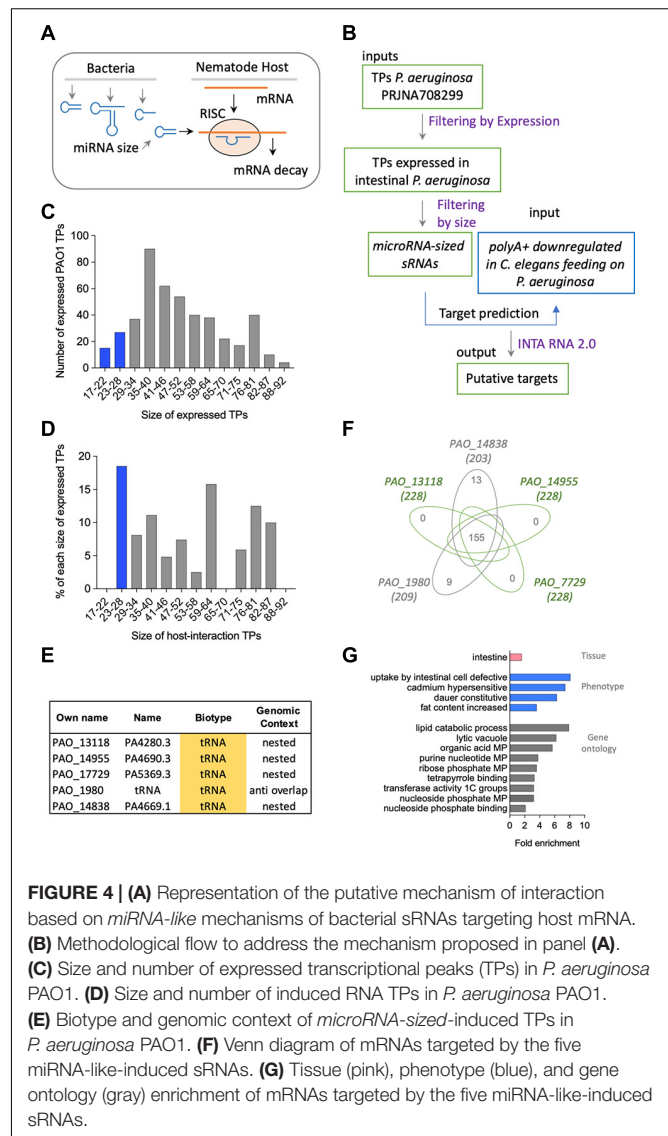 A
Bacteria
Nematode Host
mRNA
RISC
miRNA size
mRNA decay
B
inputs
TPs P. aeruginosa
PRJNA708299
Filtering by Expression
TPs expressed in
intestinal P. aeruginosa
Filtering
by size
input
microRNA-sized
sRNAs
polyA+ downregulated
in C. elegans feeding on
P. aeruginosa
Target prediction
INTA RNA 2.0
output
Putative targets
C
Number of expressed PAO1 TPs
100
80
60
40
20
0
17-22
23-28
29-34
35-40
41-46
47-52
53-58
59-64
65-70
71-75
76-81
82-87
88-92
Size of expressed TPs
D
% of each size of expressed TPs
20
15
10
5
0
17-22
23-28
29-34
35-40
41-46
47-52
53-58
59-64
65-70
71-75
76-81
82-87
88-92
Size of host-interaction TPs
E
Own name Name Biotype Genomic Context
PAO_13118 PA4280.3 tRNA nested
PAO_14955 PA4690.3 tRNA nested
PAO_17729 PA5369.3 tRNA nested
PAO_1980 tRNA tRNA anti overlap
PAO_14838 PA4669.1 tRNA nested
F
PAO_14838
(203)
PAO_13118
(228)
PAO_14955
(228)
13
0
0
155
9
0
PAO_1980
(209)
PAO_7729
(228)
G
intestine
Tissue
uptake by intestinal cell defective
cadmium hypersensitive
dauer constitutive
fat content increased
Phenotype
lipid catabolic process
lytic vacuole
organic acid MP
purine nucleotide MP
ribose phosphate MP
tetrapyrrole binding
transferase activity 1C groups
nucleoside phosphate MP
nucleoside phosphate binding
Gene
ontology
0 2 4 6 8 10
Fold enrichment
FIGURE 4 | (A) Representation of the putative mechanism of interaction
based on miRNA-like mechanisms of bacterial sRNAs targeting host mRNA.
(B) Methodological flow to address the mechanism proposed in panel (A).
(C) Size and number of expressed transcriptional peaks (TPs) in P. aeruginosa
PAO1. (D) Size and number of induced RNA TPs in P. aeruginosa PAO1.
(E) Biotype and genomic context of microRNA-sized-induced TPs in
P. aeruginosa PAO1. (F) Venn diagram of mRNAs targeted by the five
miRNA-like-induced sRNAs. (G) Tissue (pink), phenotype (blue), and gene
ontology (gray) enrichment of mRNAs targeted by the five miRNA-like-induced
sRNAs.